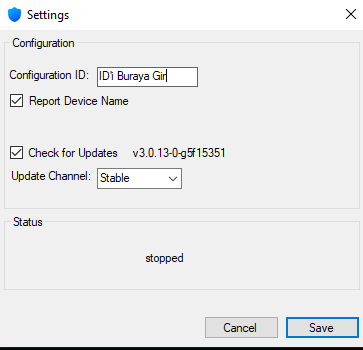 Settings
Configuration
Configuration ID: ID'i Buraya Gir
Report Device Name
Check for Updates v3.0.13-0-g5f15351
Update Channel: Stable
Status
stopped
Cancel Save